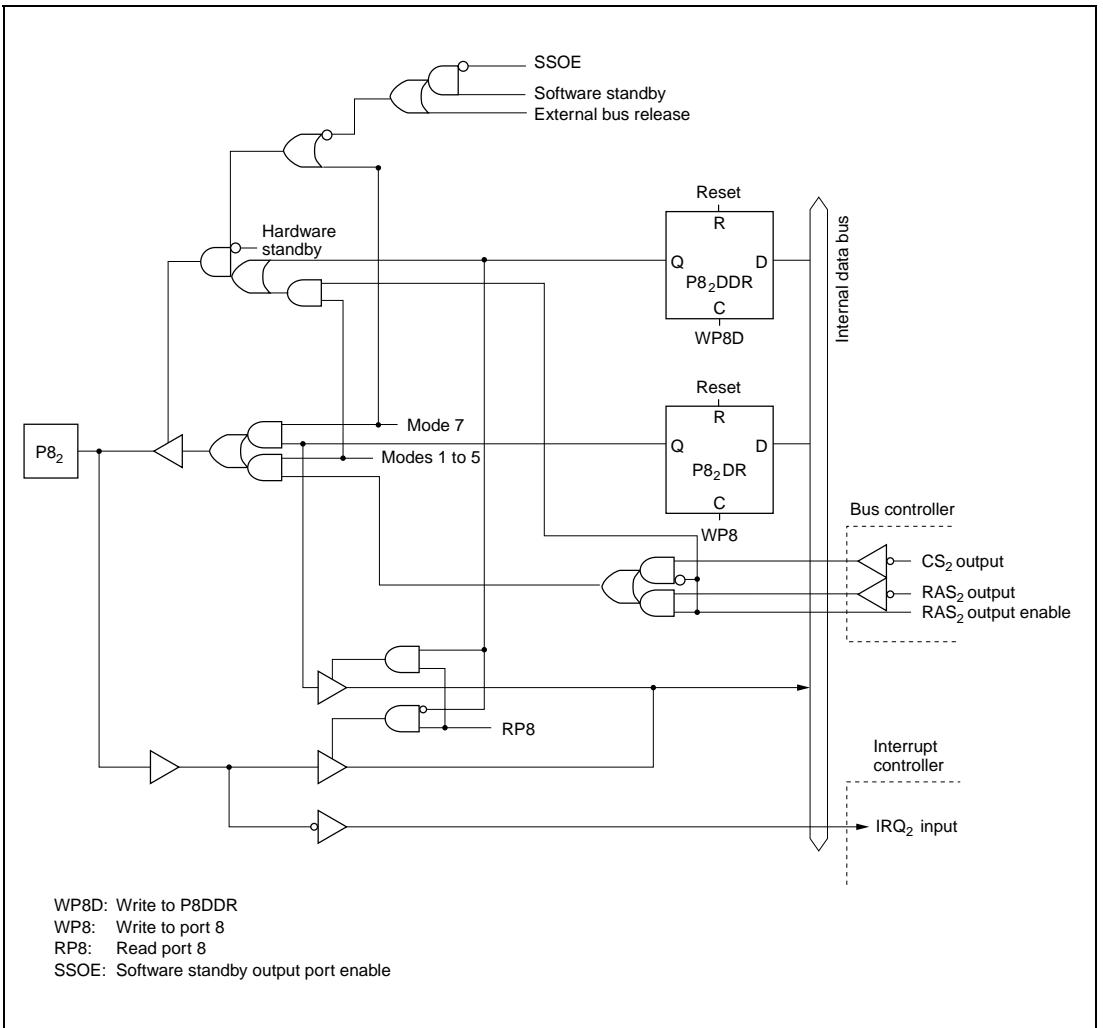 SSOE
Software standby
External bus release
Reset
R
Hardware
standby
Q
D
P8₂DDR
C
WP8D
Internal data bus
Reset
R
Mode 7
Q
D
P8₂
Modes 1 to 5
P8₂DR
C
WP8
Bus controller
CS₂ output
RAS₂ output
RAS₂ output enable
RP8
Interrupt
controller
IRQ₂ input
WP8D: Write to P8DDR
WP8: Write to port 8
RP8: Read port 8
SSOE: Software standby output port enable